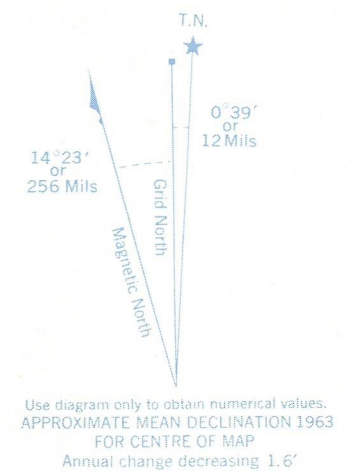 T.N.
0°39′
or
12 Mils
14°23′
or
256 Mils
Grid North
Magnetic North
Use diagram only to obtain numerical values.
APPROXIMATE MEAN DECLINATION 1963
FOR CENTRE OF MAP
Annual change decreasing 1.6′